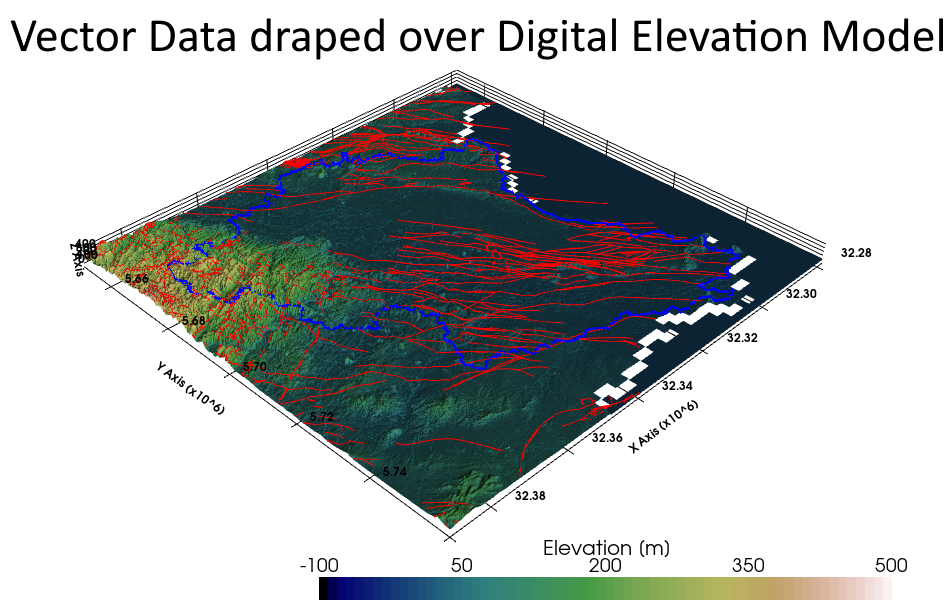 Vector Data draped over Digital Elevation Model
32.28
32.30
32.32
32.34
32.36
32.38
X Axis (x10^6)
5.66
5.68
5.70
5.72
5.74
Y Axis (x10^6)
Z Axis
400
Elevation [m]
-100 50 200 350 500